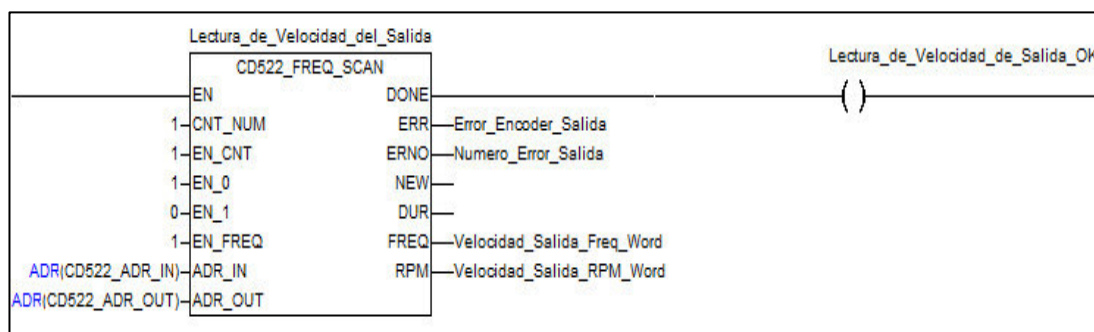 Lectura_de_Velocidad_del_Salida
CD522_FREQ_SCAN
Lectura_de_Velocidad_de_Salida_OK
EN DONE
1 CNT_NUM ERR Error_Encoder_Salida
1 EN_CNT ERNO Numero_Error_Salida
1 EN_0 NEW
0 EN_1 DUR
1 EN_FREQ FREQ Velocidad_Salida_Freq_Word
ADR(CD522_ADR_IN) ADR_IN RPM Velocidad_Salida_RPM_Word
ADR(CD522_ADR_OUT) ADR_OUT